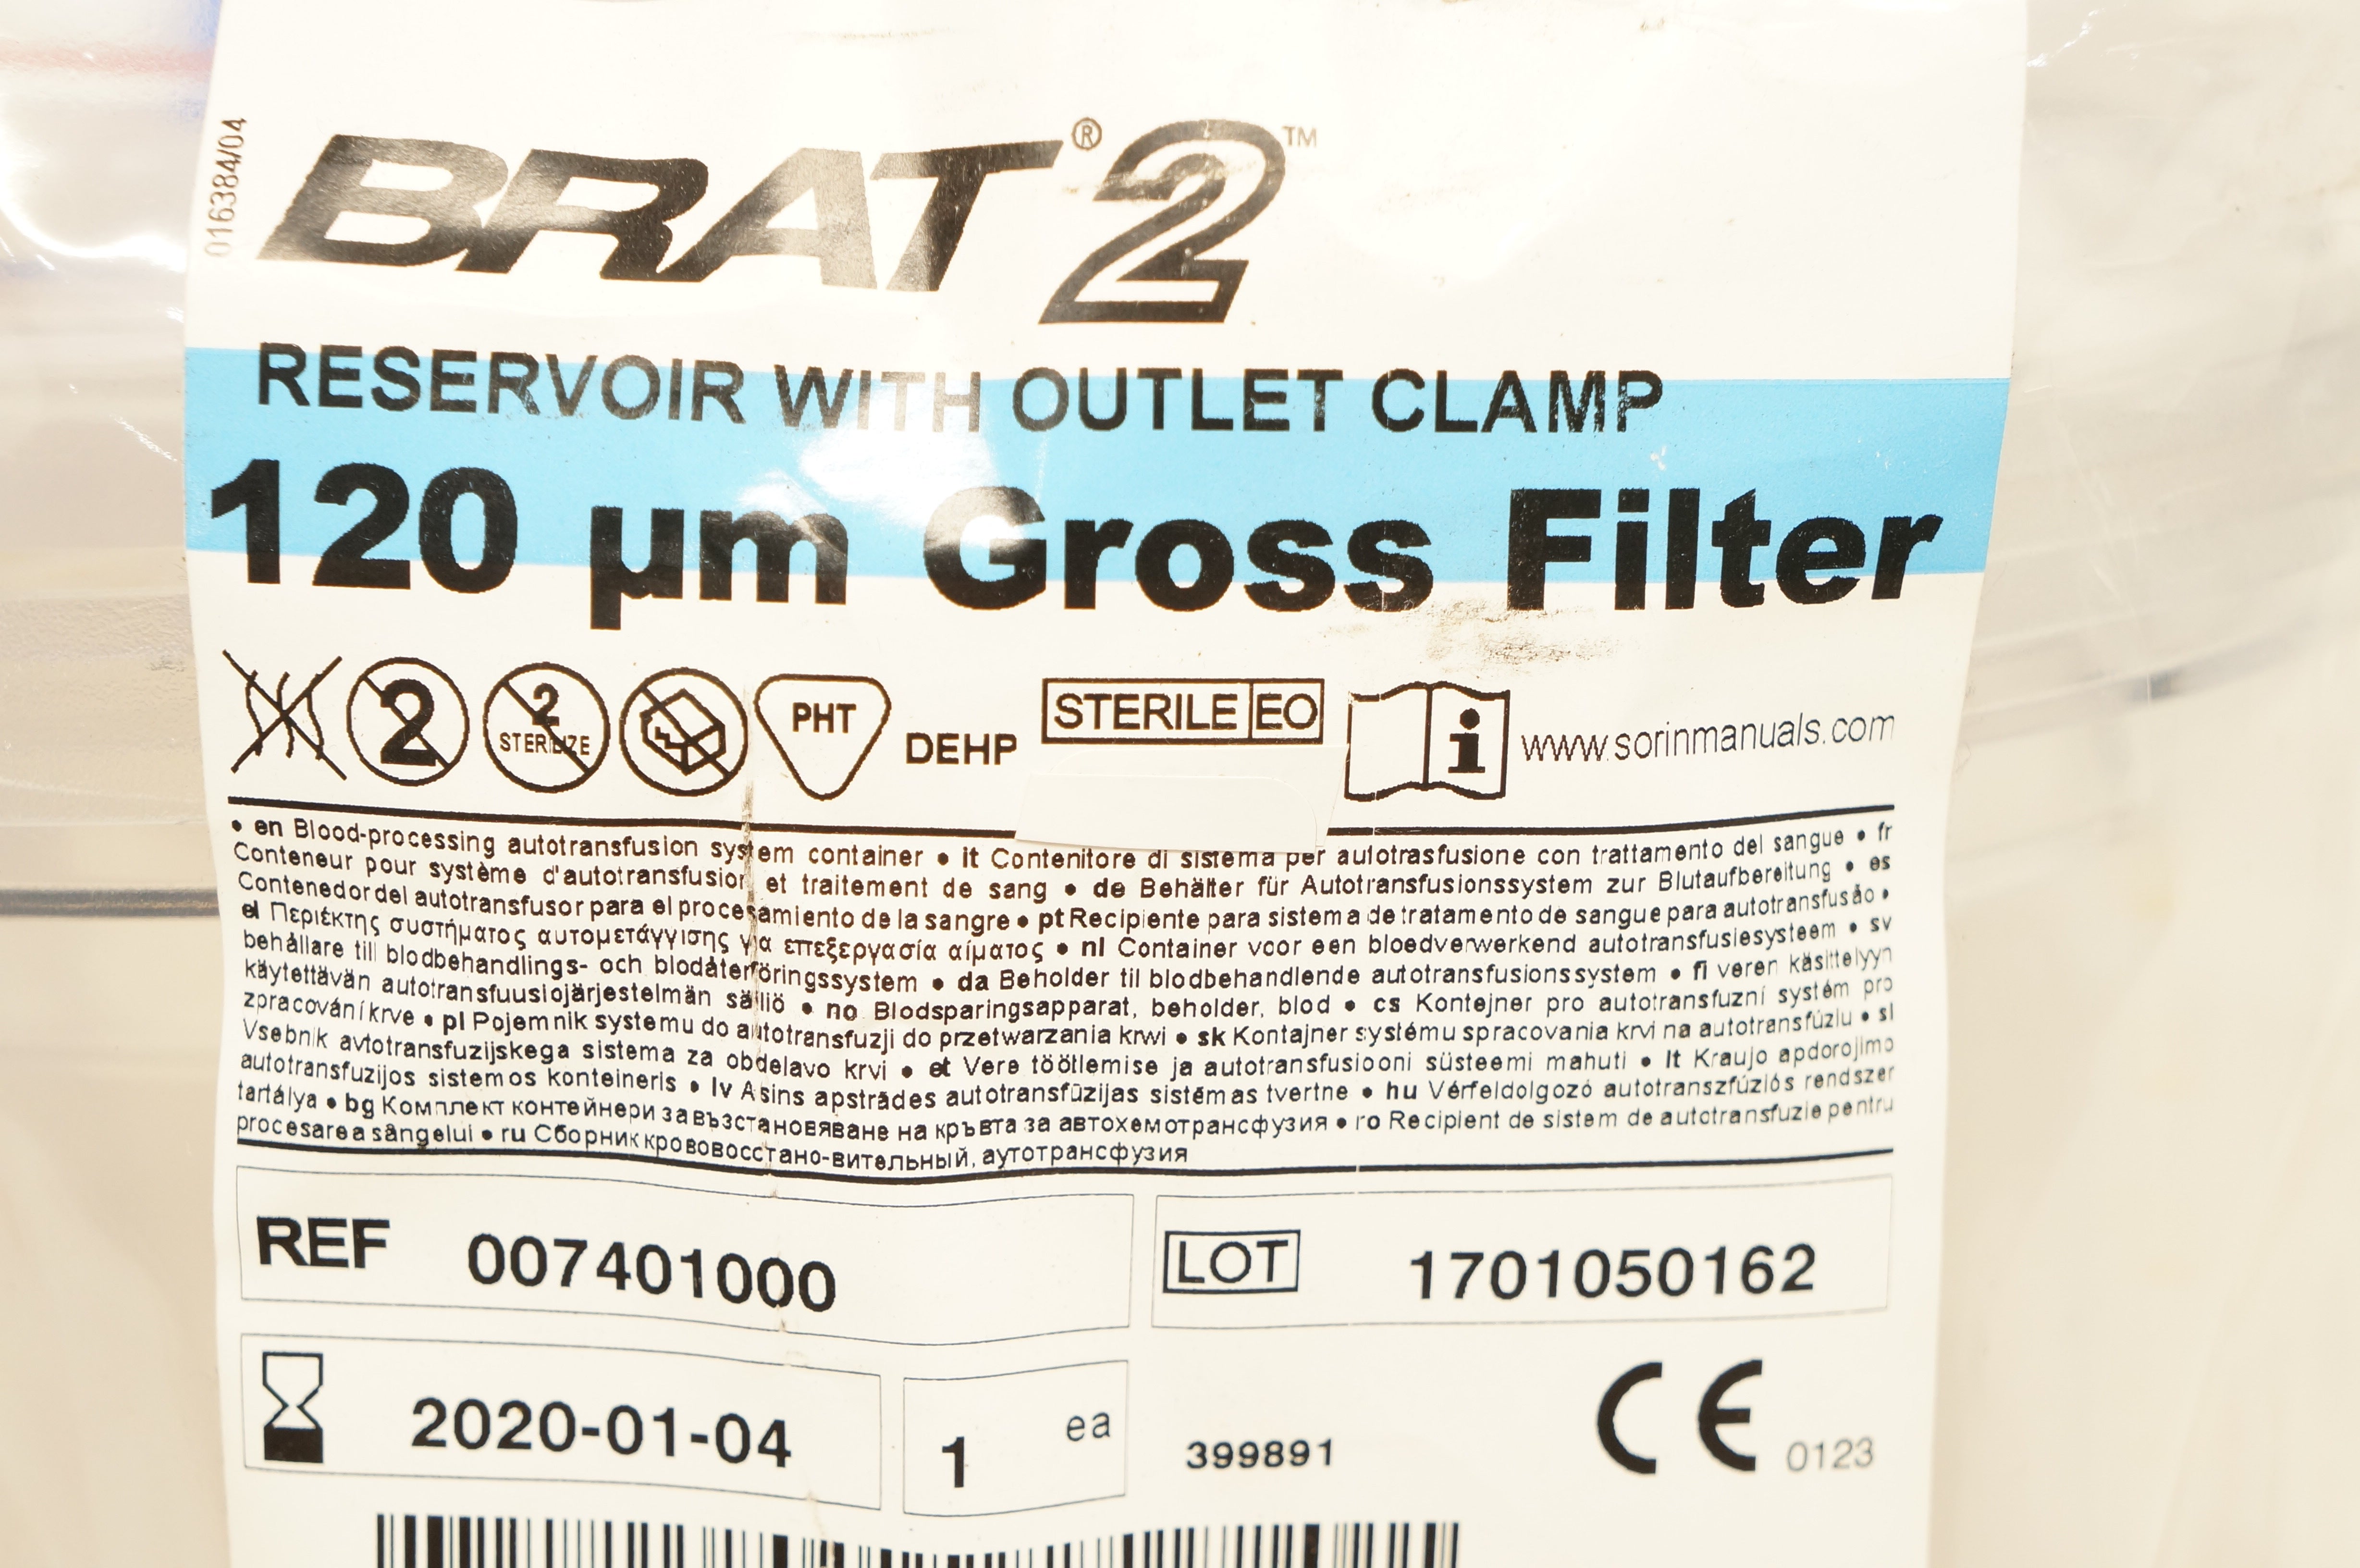 016384/04
BRAT® 2™
RESERVOIR WITH OUTLET CLAMP
120 µm Gross Filter
2 2 STERILIZE PHT DEHP STERILE EO i www.sorinmanuals.com
• en Blood-processing autotransfusion system container • it Contenitore di sistema per autotrasfusione con trattamento del sangue • fr
Conteneur pour système d'autotransfusion et traitement de sang • de Behälter für Autotransfusionssystem zur Blutaufbereitung • es
Contenedor del autotransfusor para el procesamiento de la sangre • pt Recipiente para sistema de tratamento de sangue para autotransfusão •
el Περιέκτης συστήματος αυτομετάγγισης για επεξεργασία αίματος • nl Container voor een bloedverwerkend autotransfusiesysteem • sv
behållare till blodbehandlings- och blodåterföringssystem • da Beholder til blodbehandlende autotransfusionssystem • fi veren käsittelyyn
käytettävän autotransfuusiojärjestelmän säiliö • no Blodsparingsapparat, beholder, blod • cs Kontejner pro autotransfuzní systém pro
zpracování krve • pl Pojemnik systemu do autotransfuzji do przetwarzania krwi • sk Kontajner systému spracovania krvi na autotransfúziu • sl
Vsebnik avtotransfuzijskega sistema za obdelavo krvi • et Vere töötlemise ja autotransfusiooni süsteemi mahuti • lt Kraujo apdorojimo
autotransfuzijos sistemos konteineris • lv Asins apstrādes autotransfūzijas sistēmas tvertne • hu Vérfeldolgozó autotranszfúziós rendszer
tartálya • bg Комплект контейнери за възстановяване на кръвта за автохемотрансфузия • ro Recipient de sistem de autotransfuzie pentru
procesarea sângelui • ru Сборник крововосстано-вительный, аутотрансфузия
REF 007401000 LOT 1701050162
2020-01-04 1 ea 399891 CE 0123